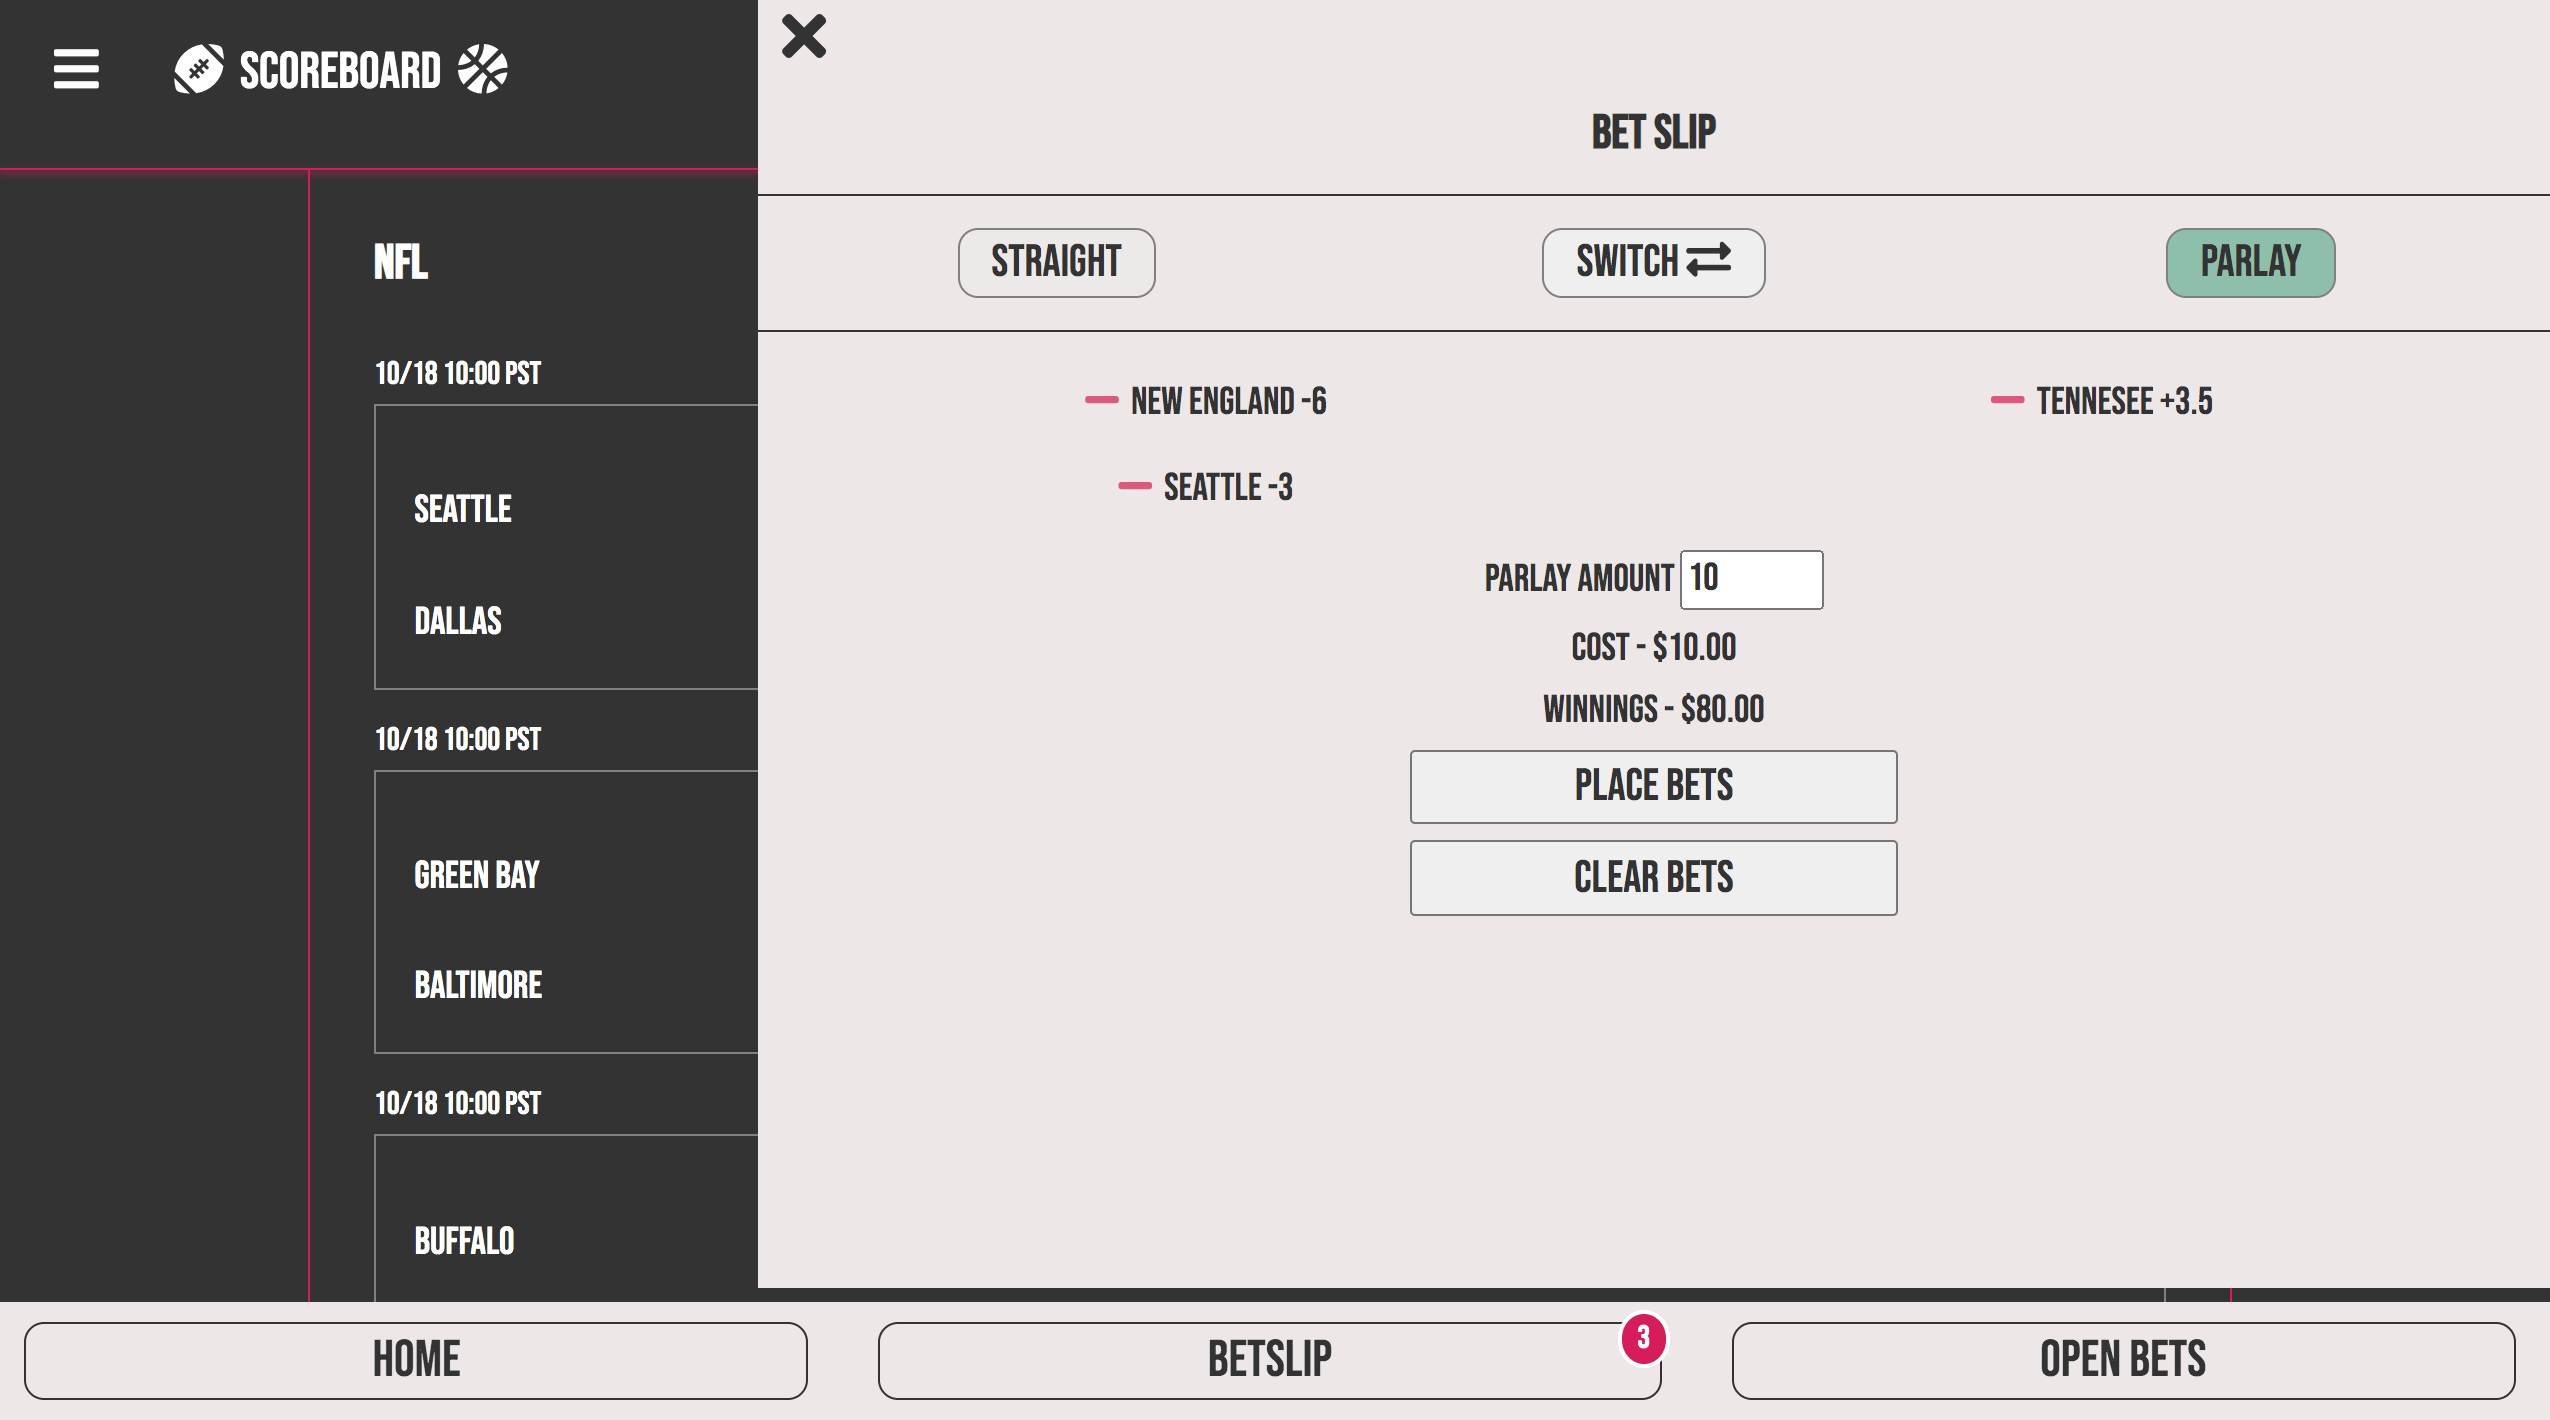 SCOREBOARD
NFL
10/18 10:00 PST
SEATTLE
DALLAS
10/18 10:00 PST
GREEN BAY
BALTIMORE
10/18 10:00 PST
BUFFALO
BET SLIP
STRAIGHT
SWITCH
PARLAY
NEW ENGLAND -6
TENNESEE +3.5
SEATTLE -3
PARLAY AMOUNT 10
COST - $10.00
WINNINGS - $80.00
PLACE BETS
CLEAR BETS
HOME
BETSLIP
3
OPEN BETS